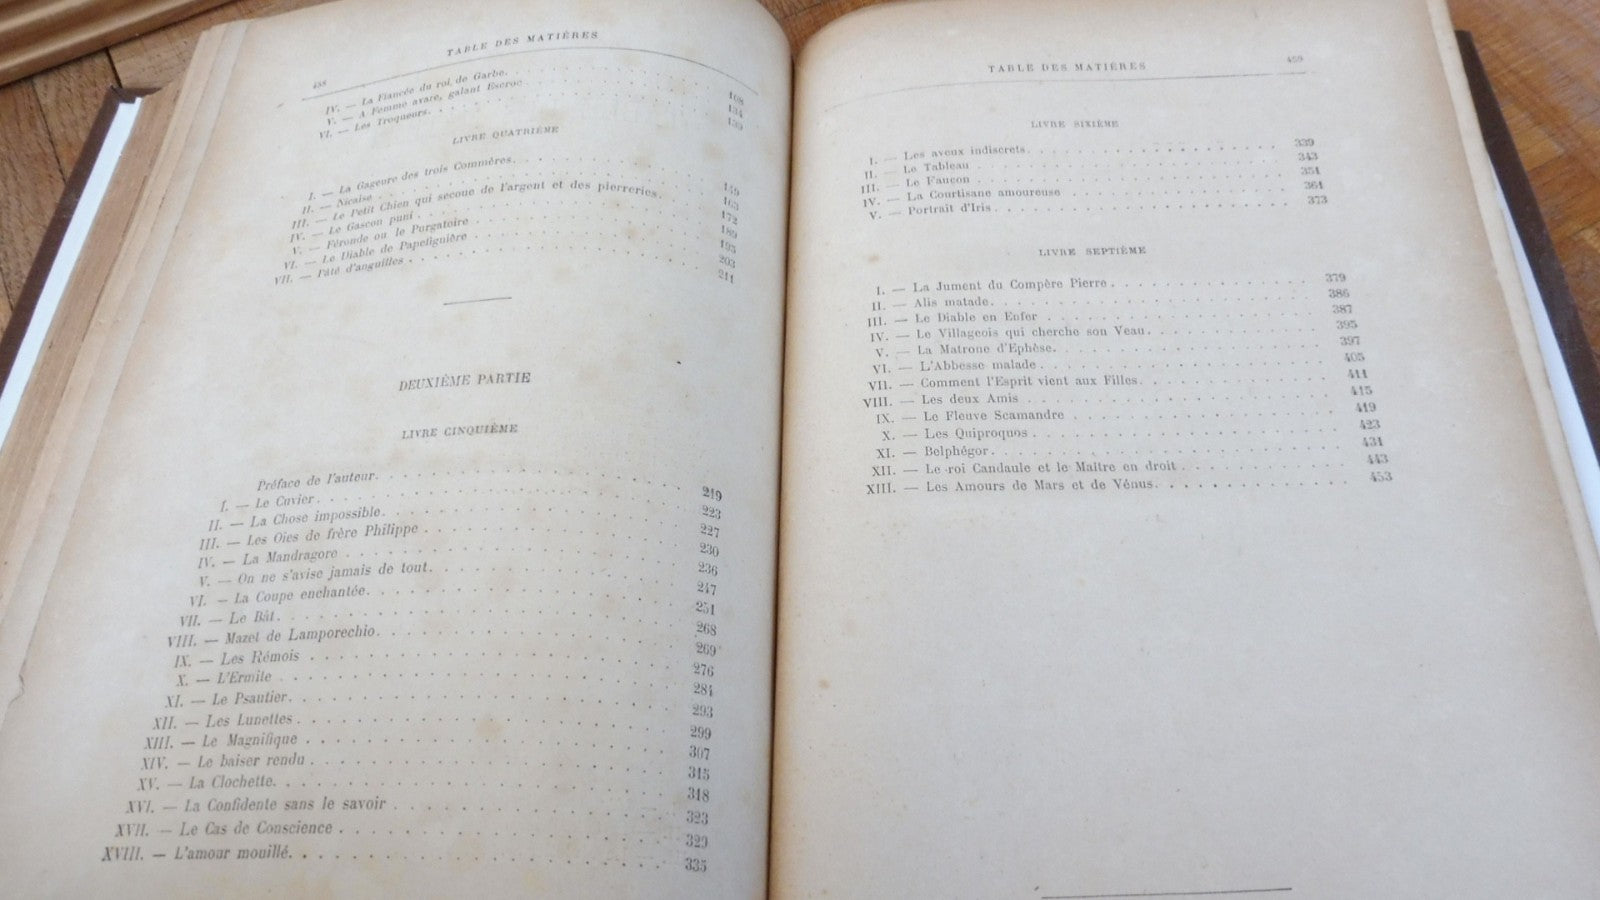 458 TABLE DES MATIÈRES
IV. — La Fiancée du roi de Garbe. 108
V. — A Femme avare, galant Escroc 134
VI. — Les Troqueurs. 139
LIVRE QUATRIÈME
I. — La Gageure des trois Commères. 149
II. — Nicaise 163
III. — Le Petit Chien qui secoue de l'argent et des pierreries. 172
IV. — Le Gascon puni 189
V. — Féronde ou le Purgatoire 193
VI. — Le Diable de Papefiguière 203
VII. — Pâté d'anguilles 211
DEUXIÈME PARTIE
LIVRE CINQUIÈME
Préface de l'auteur. 219
I. — Le Cuvier. 223
II. — La Chose impossible. 227
III. — Les Oies de frère Philippe 230
IV. — La Mandragore 236
V. — On ne s'avise jamais de tout. 247
VI. — La Coupe enchantée. 251
VII. — Le Bât. 268
VIII. — Mazet de Lamporechio. 269
IX. — Les Rémois 276
X. — L'Ermite 284
XI. — Le Psautier. 293
XII. — Les Lunettes 299
XIII. — Le Magnifique 307
XIV. — Le baiser rendu 315
XV. — La Clochette. 318
XVI. — La Confidente sans le savoir 323
XVII. — Le Cas de Conscience 329
XVIII. — L'amour mouillé. 335
TABLE DES MATIÈRES 459
LIVRE SIXIÈME
I. — Les aveux indiscrets. 339
II. — Le Tableau 343
III. — Le Faucon 351
IV. — La Courtisane amoureuse 361
V. — Portrait d'Iris. 373
LIVRE SEPTIÈME
I. — La Jument du Compère Pierre. 379
II. — Alis malade. 386
III. — Le Diable en Enfer 387
IV. — Le Villageois qui cherche son Veau. 395
V. — La Matrone d'Ephèse. 397
VI. — L'Abbesse malade 405
VII. — Comment l'Esprit vient aux Filles. 411
VIII. — Les deux Amis 415
IX. — Le Fleuve Scamandre 419
X. — Les Quiproquos 423
XI. — Belphégor. 431
XII. — Le roi Candaule et le Maître en droit 443
XIII. — Les Amours de Mars et de Vénus. 453